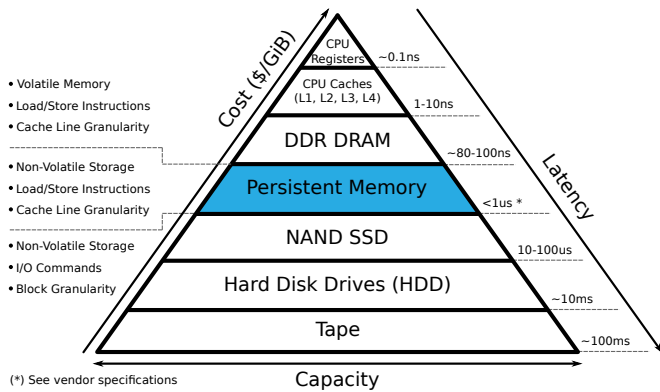 CPU
Registers
CPU Caches
(L1, L2, L3, L4)
DDR DRAM
Persistent Memory
NAND SSD
Hard Disk Drives (HDD)
Tape
Cost ($/GiB)
Latency
Capacity
~0.1ns
1-10ns
~80-100ns
<1us *
10-100us
~10ms
~100ms
• Volatile Memory
• Load/Store Instructions
• Cache Line Granularity
• Non-Volatile Storage
• Load/Store Instructions
• Cache Line Granularity
• Non-Volatile Storage
• I/O Commands
• Block Granularity
(*) See vendor specifications